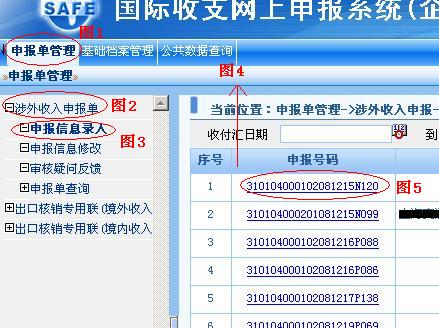 SAFE 国际收支网上申报系统(企
图1
申报单管理 基础档案管理 公共数据查询
申报单管理
图4
涉外收入申报单 图2
当前位置：申报单管理->涉外收入申报-
申报信息录入
图3
收付汇日期 到
申报信息修改
审核疑问反馈
序号 申报号码
申报单查询
1 310104000102081215N120 图5
出口核销专用联(境外收入
2 310104000201081215N099
出口核销专用联(境内收入
3 310104000102081216P088
4 310104000102081216P086
5 310104000102081217P138
6 310104000102081219P069